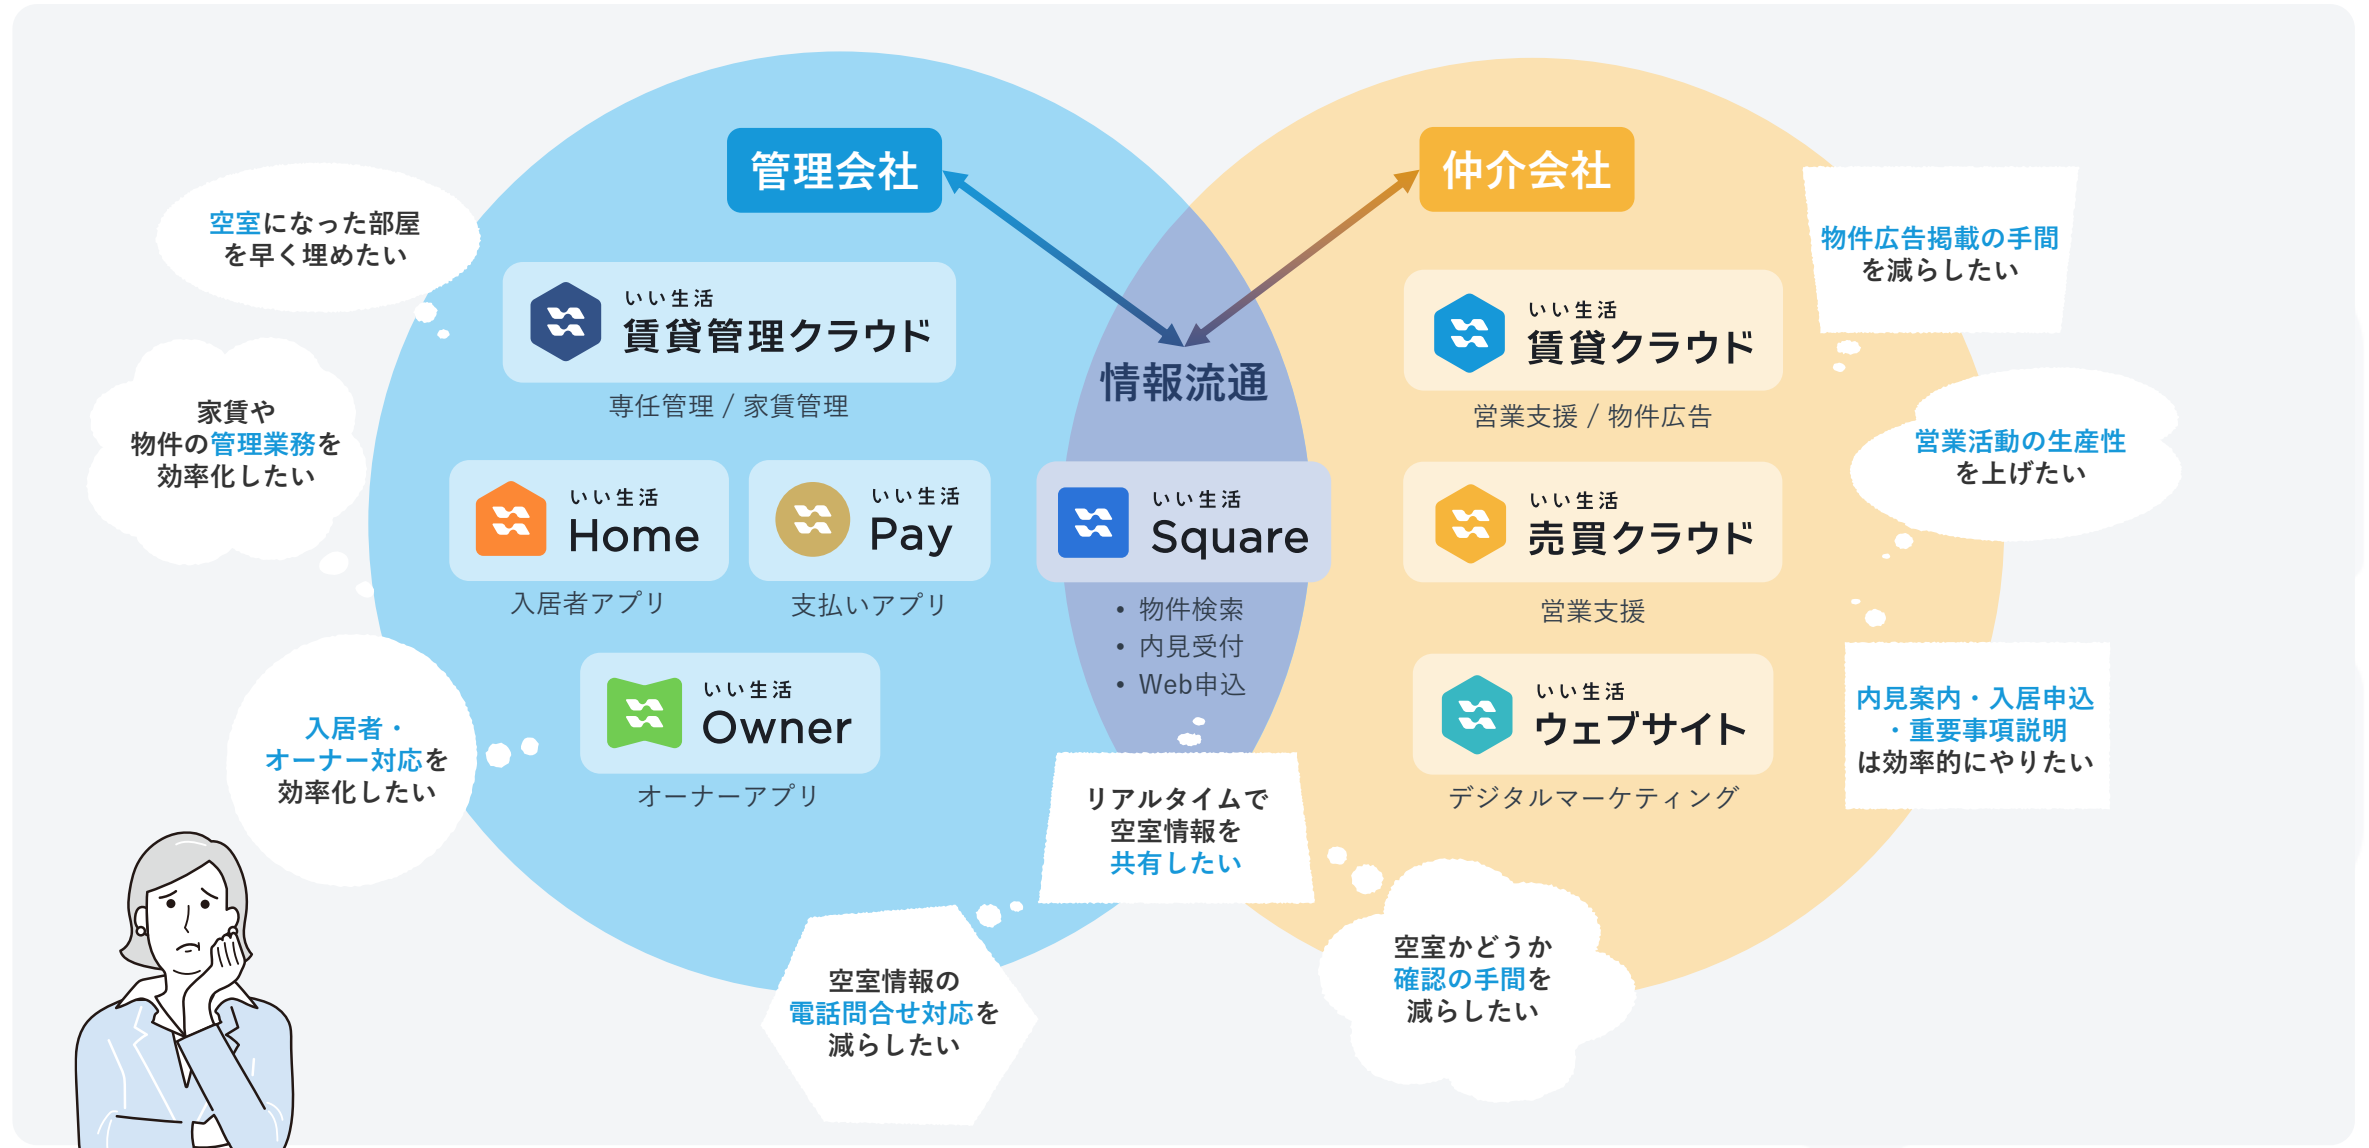 管理会社
仲介会社
空室になった部屋
を早く埋めたい
家賃や
物件の管理業務を
効率化したい
入居者・
オーナー対応を
効率化したい
いい生活
賃貸管理クラウド
専任管理 / 家賃管理
いい生活
Home
入居者アプリ
いい生活
Pay
支払いアプリ
いい生活
Owner
オーナーアプリ
情報流通
いい生活
Square
• 物件検索
• 内見受付
• Web申込
リアルタイムで
空室情報を
共有したい
空室情報の
電話問合せ対応を
減らしたい
空室かどうか
確認の手間を
減らしたい
いい生活
賃貸クラウド
営業支援 / 物件広告
いい生活
売買クラウド
営業支援
いい生活
ウェブサイト
デジタルマーケティング
物件広告掲載の手間
を減らしたい
営業活動の生産性
を上げたい
内見案内・入居申込
・重要事項説明
は効率的にやりたい